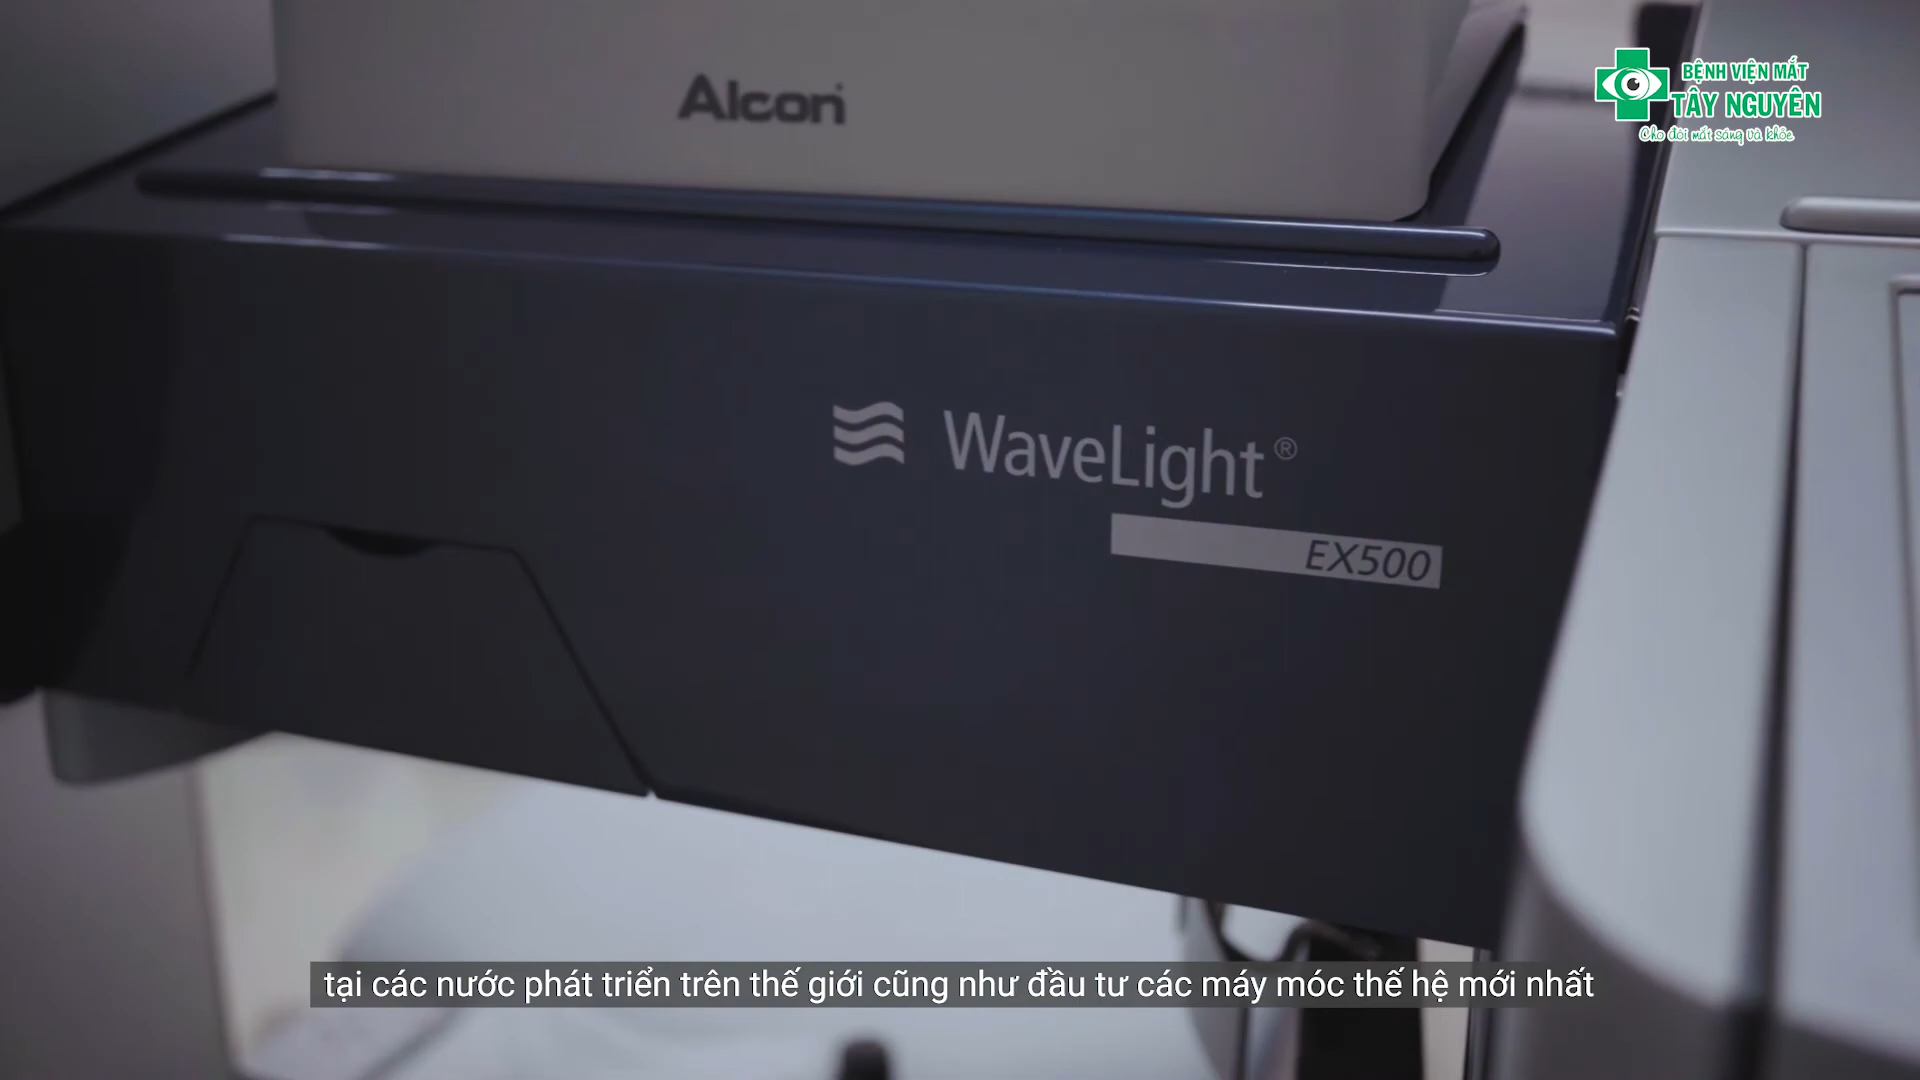 Alcon
BỆNH VIỆN MẮT
TÂY NGUYÊN
Cho đôi mắt sáng và khỏe
WaveLight®
EX500
tại các nước phát triển trên thế giới cũng như đầu tư các máy móc thế hệ mới nhất